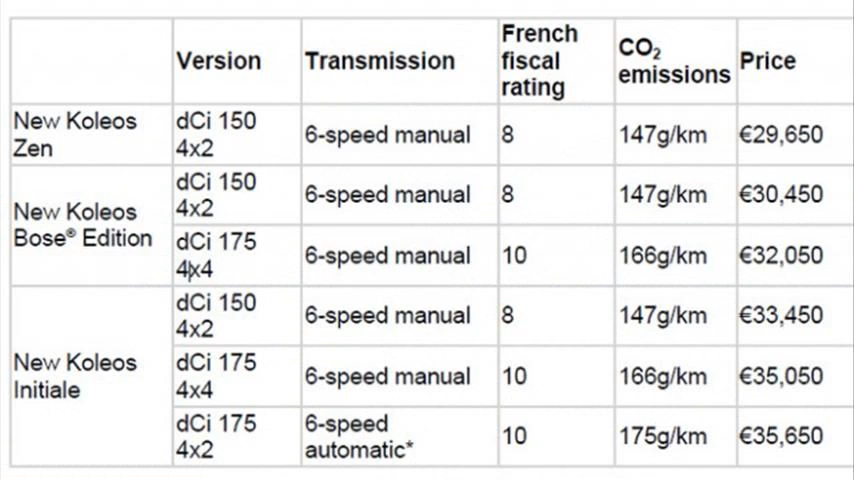 Version Transmission French fiscal rating CO₂ emissions Price
New Koleos Zen dCi 150 4x2 6-speed manual 8 147g/km €29,650
New Koleos Bose® Edition dCi 150 4x2 6-speed manual 8 147g/km €30,450
dCi 175 4x4 6-speed manual 10 166g/km €32,050
New Koleos Initiale dCi 150 4x2 6-speed manual 8 147g/km €33,450
dCi 175 4x4 6-speed manual 10 166g/km €35,050
dCi 175 4x2 6-speed automatic* 10 175g/km €35,650